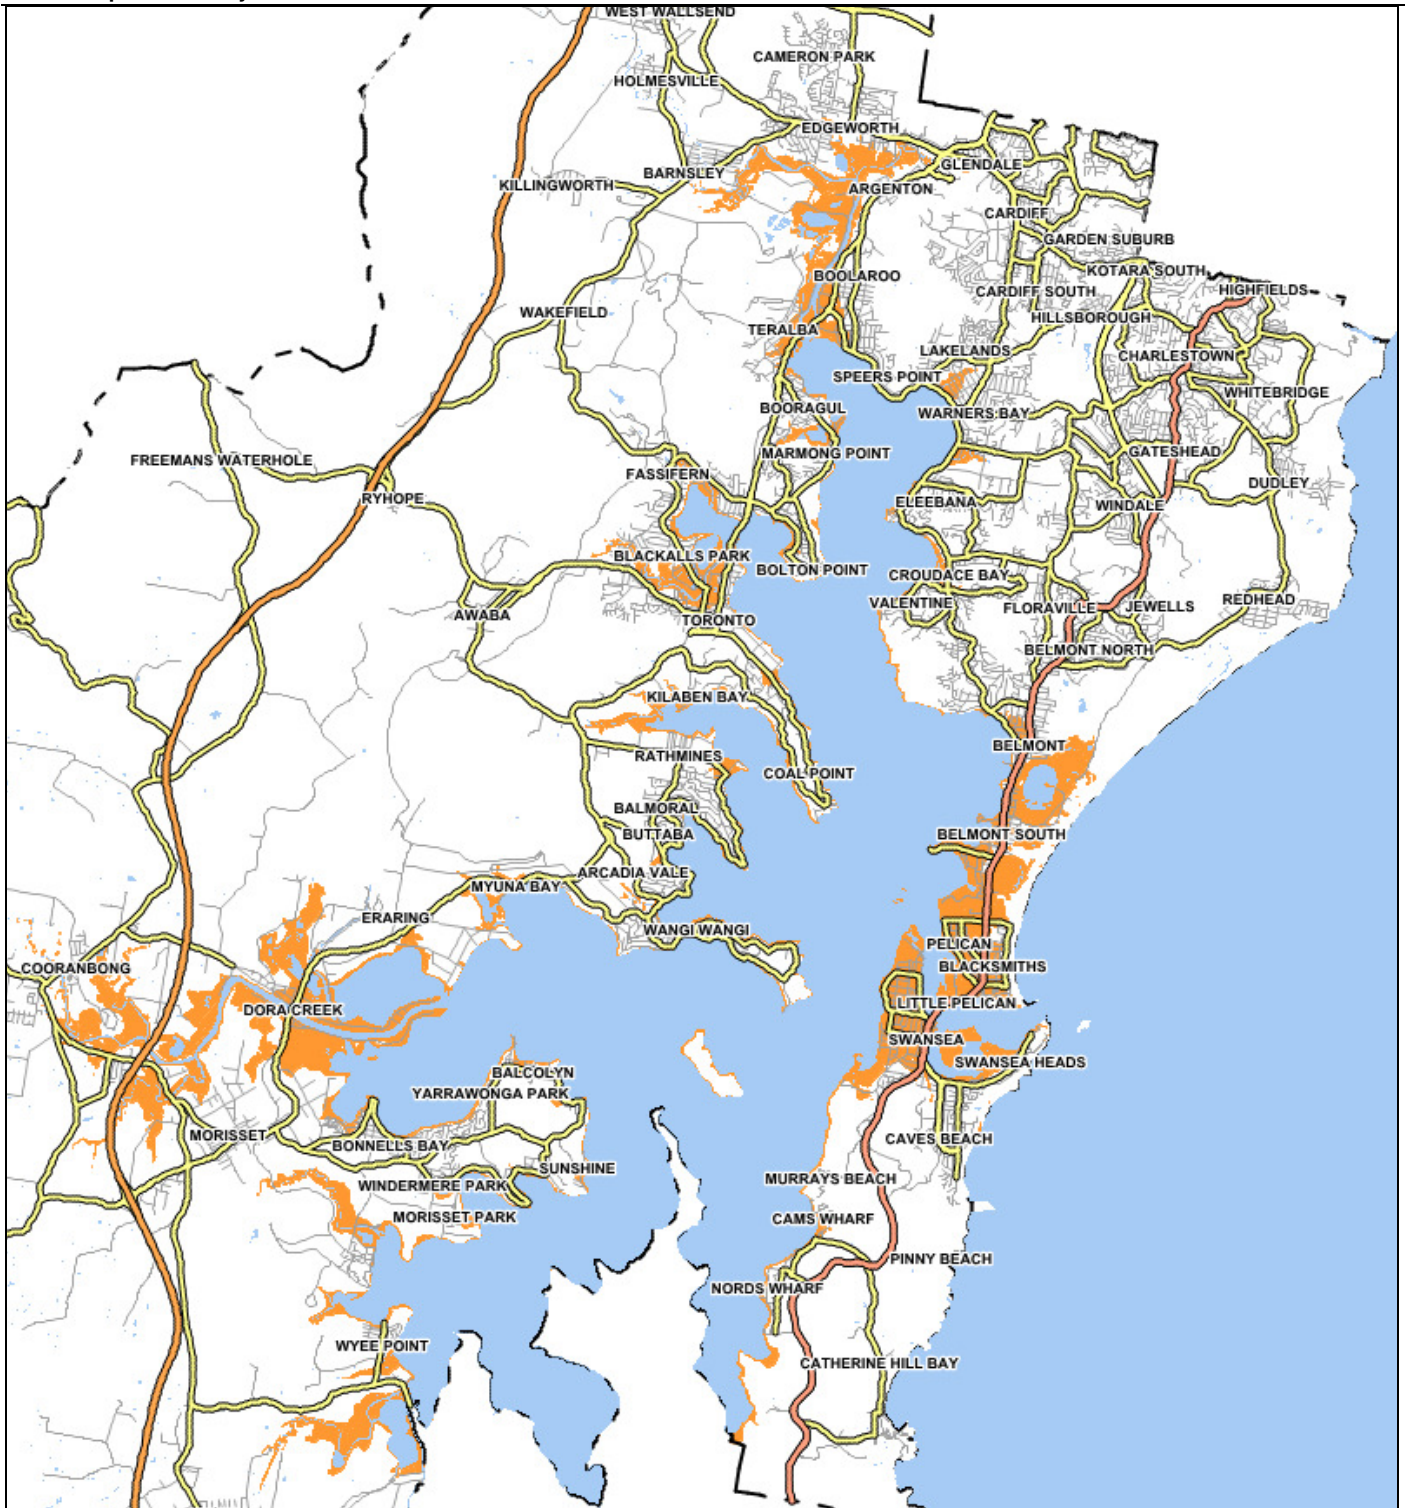 WEST WALLSEND
CAMERON PARK
HOLMESVILLE
EDGEWORTH
GLENDALE
BARNSLEY
KILLINGWORTH
ARGENTON
CARDIFF
GARDEN SUBURB
KOTARA SOUTH
BOOLAROO
CARDIFF SOUTH
HIGHFIELDS
WAKEFIELD
HILLSBOROUGH
TERALBA
LAKELANDS
CHARLESTOWN
SPEERS POINT
WHITEBRIDGE
BOORAGUL
WARNERS BAY
MARMONG POINT
GATESHEAD
FREEMANS WATERHOLE
FASSIFERN
DUDLEY
RYHOPE
ELEEBANA
WINDALE
BLACKALLS PARK
BOLTON POINT
CROUDACE BAY
VALENTINE
FLORAVILLE
JEWELLS
REDHEAD
AWABA
TORONTO
BELMONT NORTH
KILABEN BAY
BELMONT
RATHMINES
COAL POINT
BALMORAL
BUTTABA
BELMONT SOUTH
ARCADIA VALE
MYUNA BAY
ERARING
WANGI WANGI
PELICAN
COORANBONG
BLACKSMITHS
DORA CREEK
LITTLE PELICAN
SWANSEA
SWANSEA HEADS
BALCOLYN
YARRAWONGA PARK
MORISSET
BONNELLS BAY
CAVES BEACH
SUNSHINE
MURRAYS BEACH
WINDERMERE PARK
MORISSET PARK
CAMS WHARF
PINNY BEACH
NORDS WHARF
WYEE POINT
CATHERINE HILL BAY